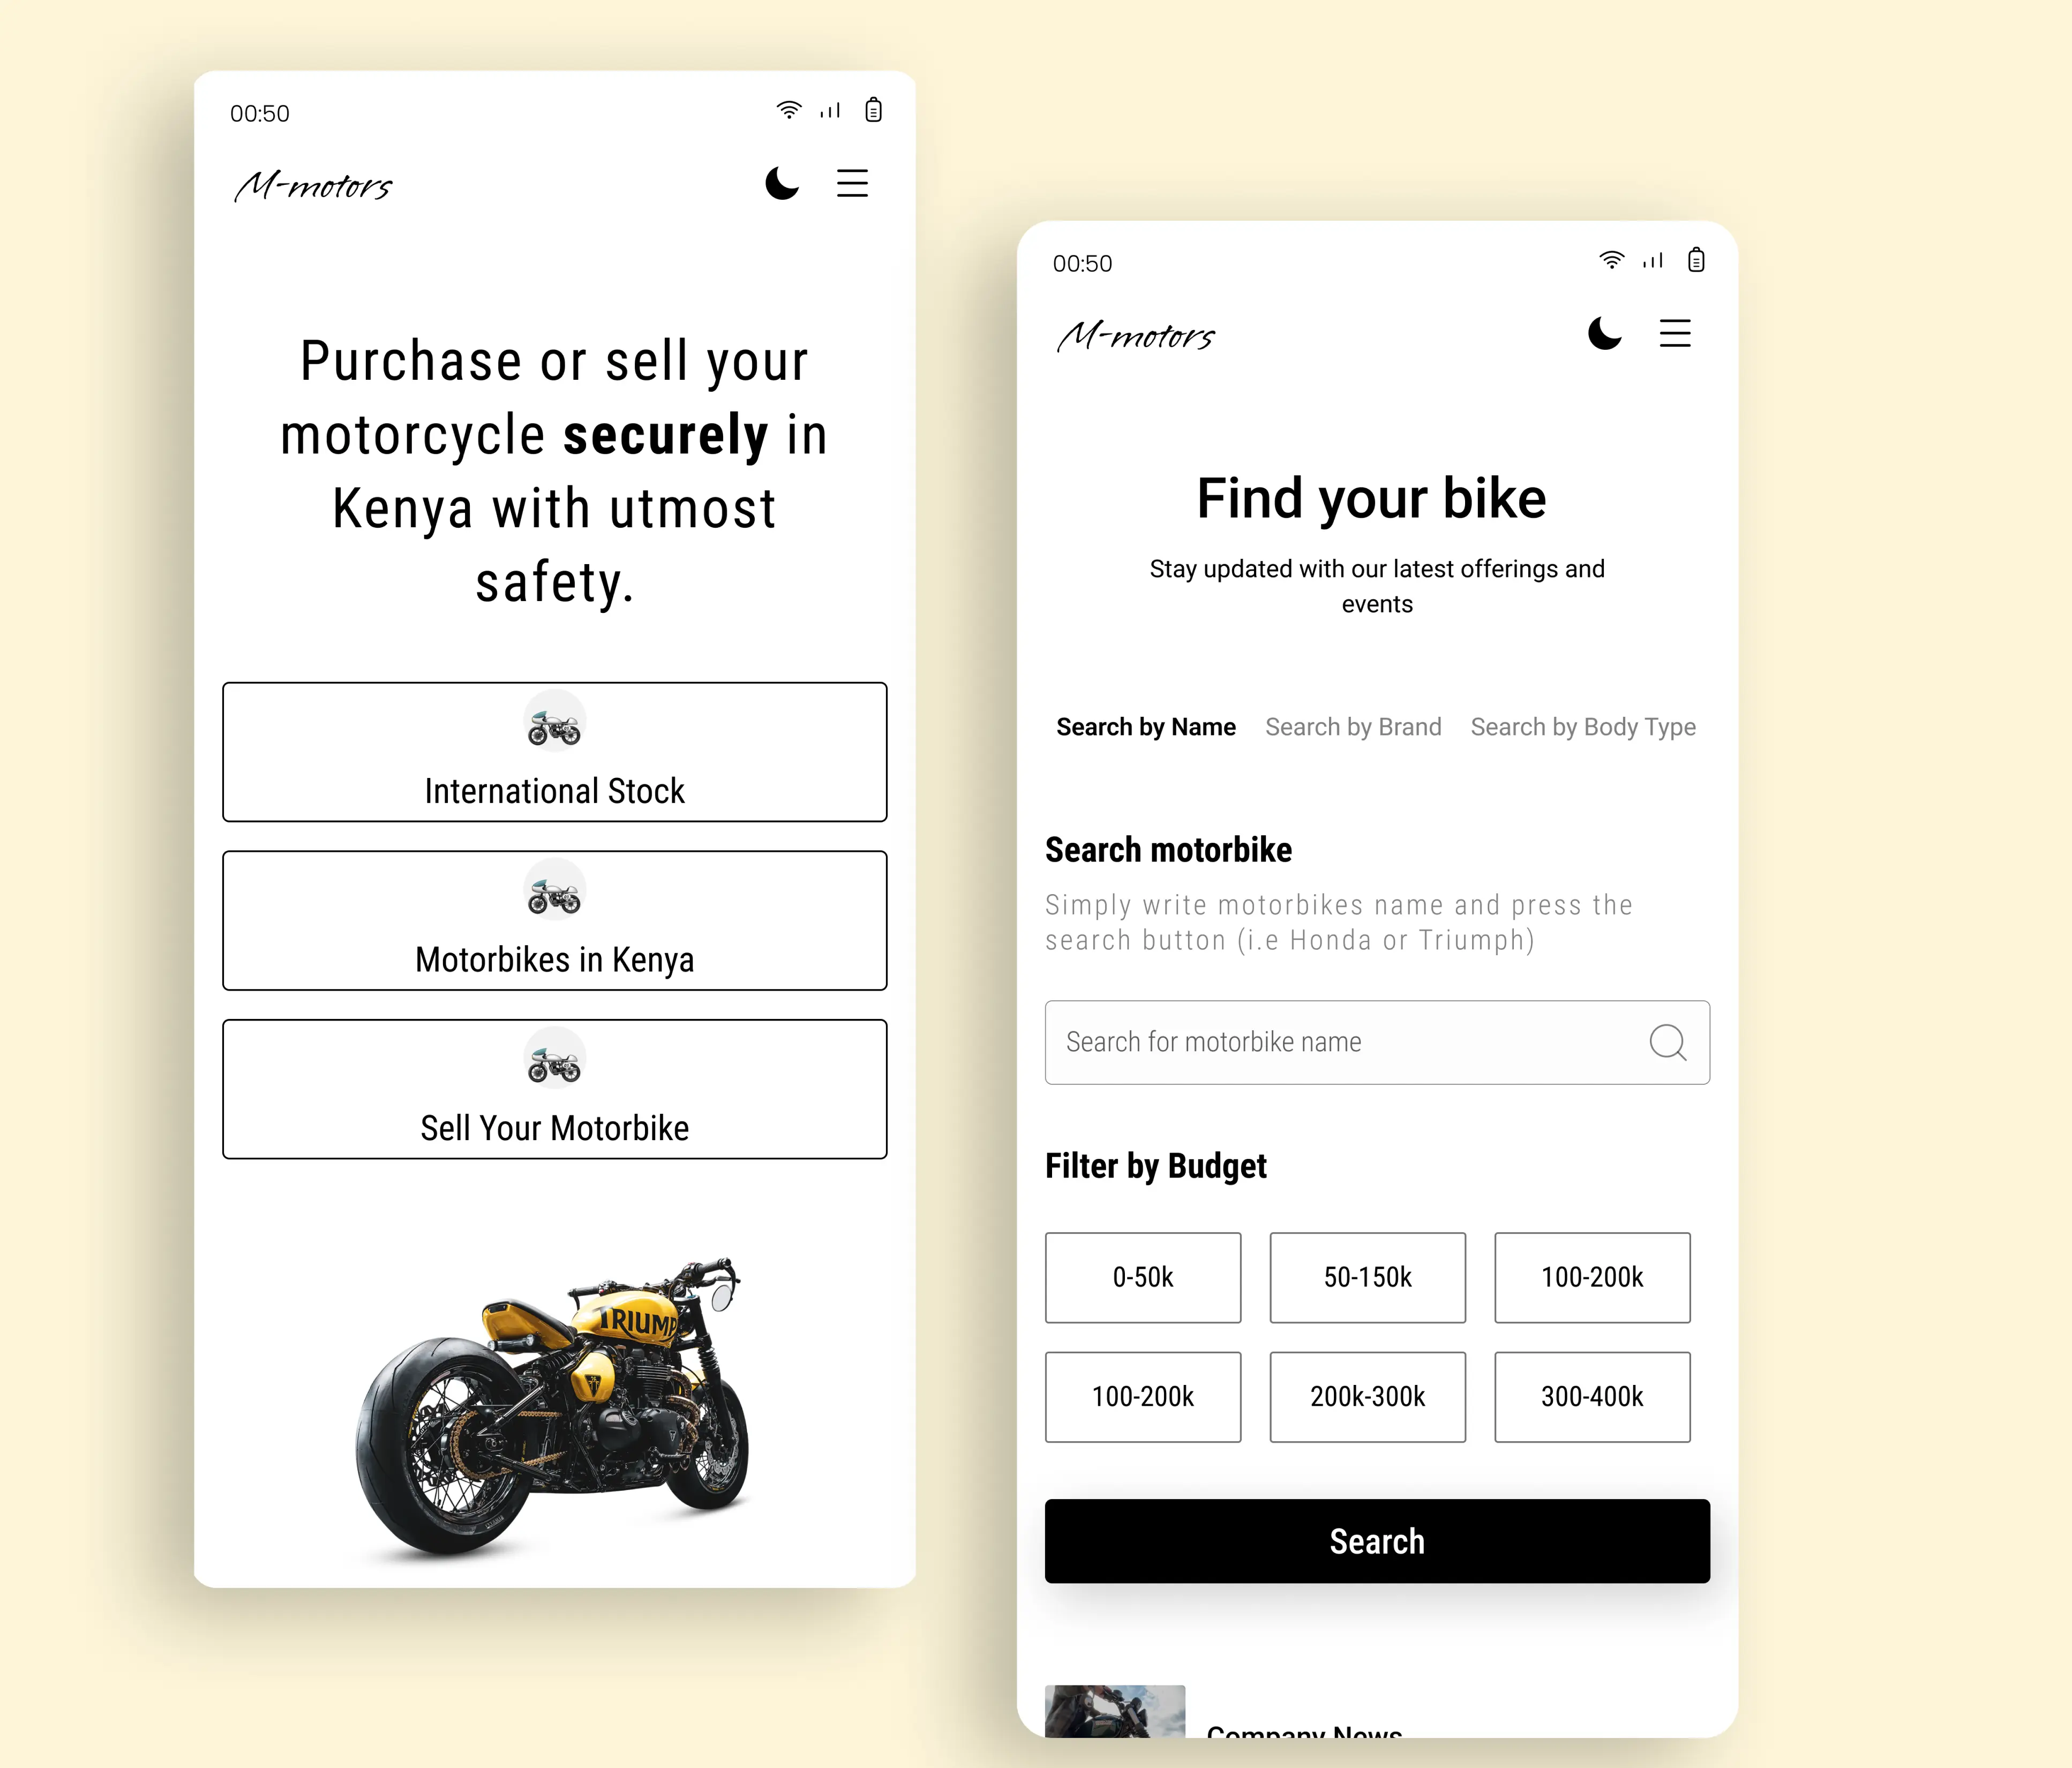 00:50
M-motors
Purchase or sell your
motorcycle securely in
Kenya with utmost
safety.
International Stock
Motorbikes in Kenya
Sell Your Motorbike
TRIUMP
00:50
M-motors
Find your bike
Stay updated with our latest offerings and
events
Search by Name Search by Brand Search by Body Type
Search motorbike
Simply write motorbikes name and press the
search button (i.e Honda or Triumph)
Search for motorbike name
Filter by Budget
0-50k 50-150k 100-200k
100-200k 200k-300k 300-400k
Search
Company News